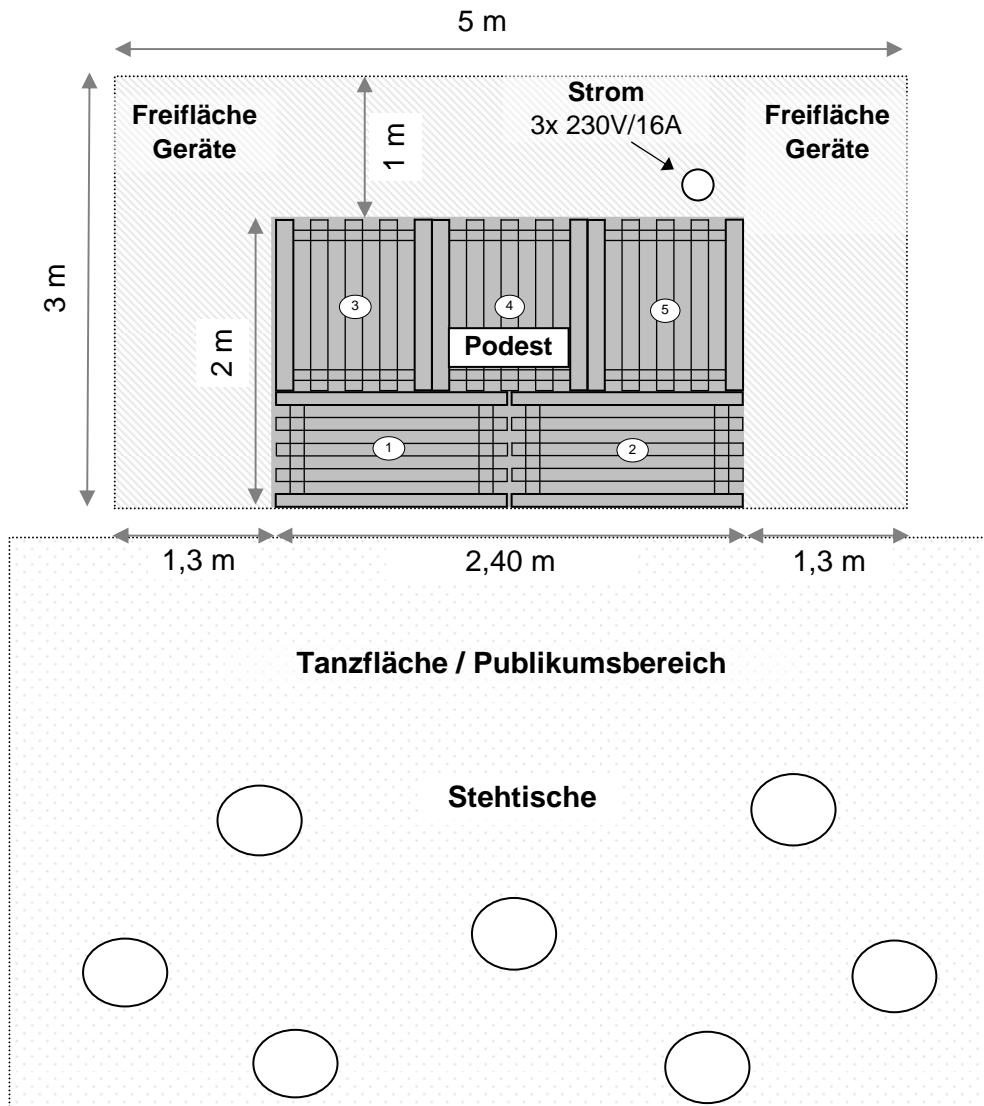 5 m
Freifläche
Geräte
1 m
Strom
3x 230V/16A
Freifläche
Geräte
3 m
2 m
3
4
5
Podest
1
2
1,3 m
2,40 m
1,3 m
Tanzfläche / Publikumsbereich
Stehtische